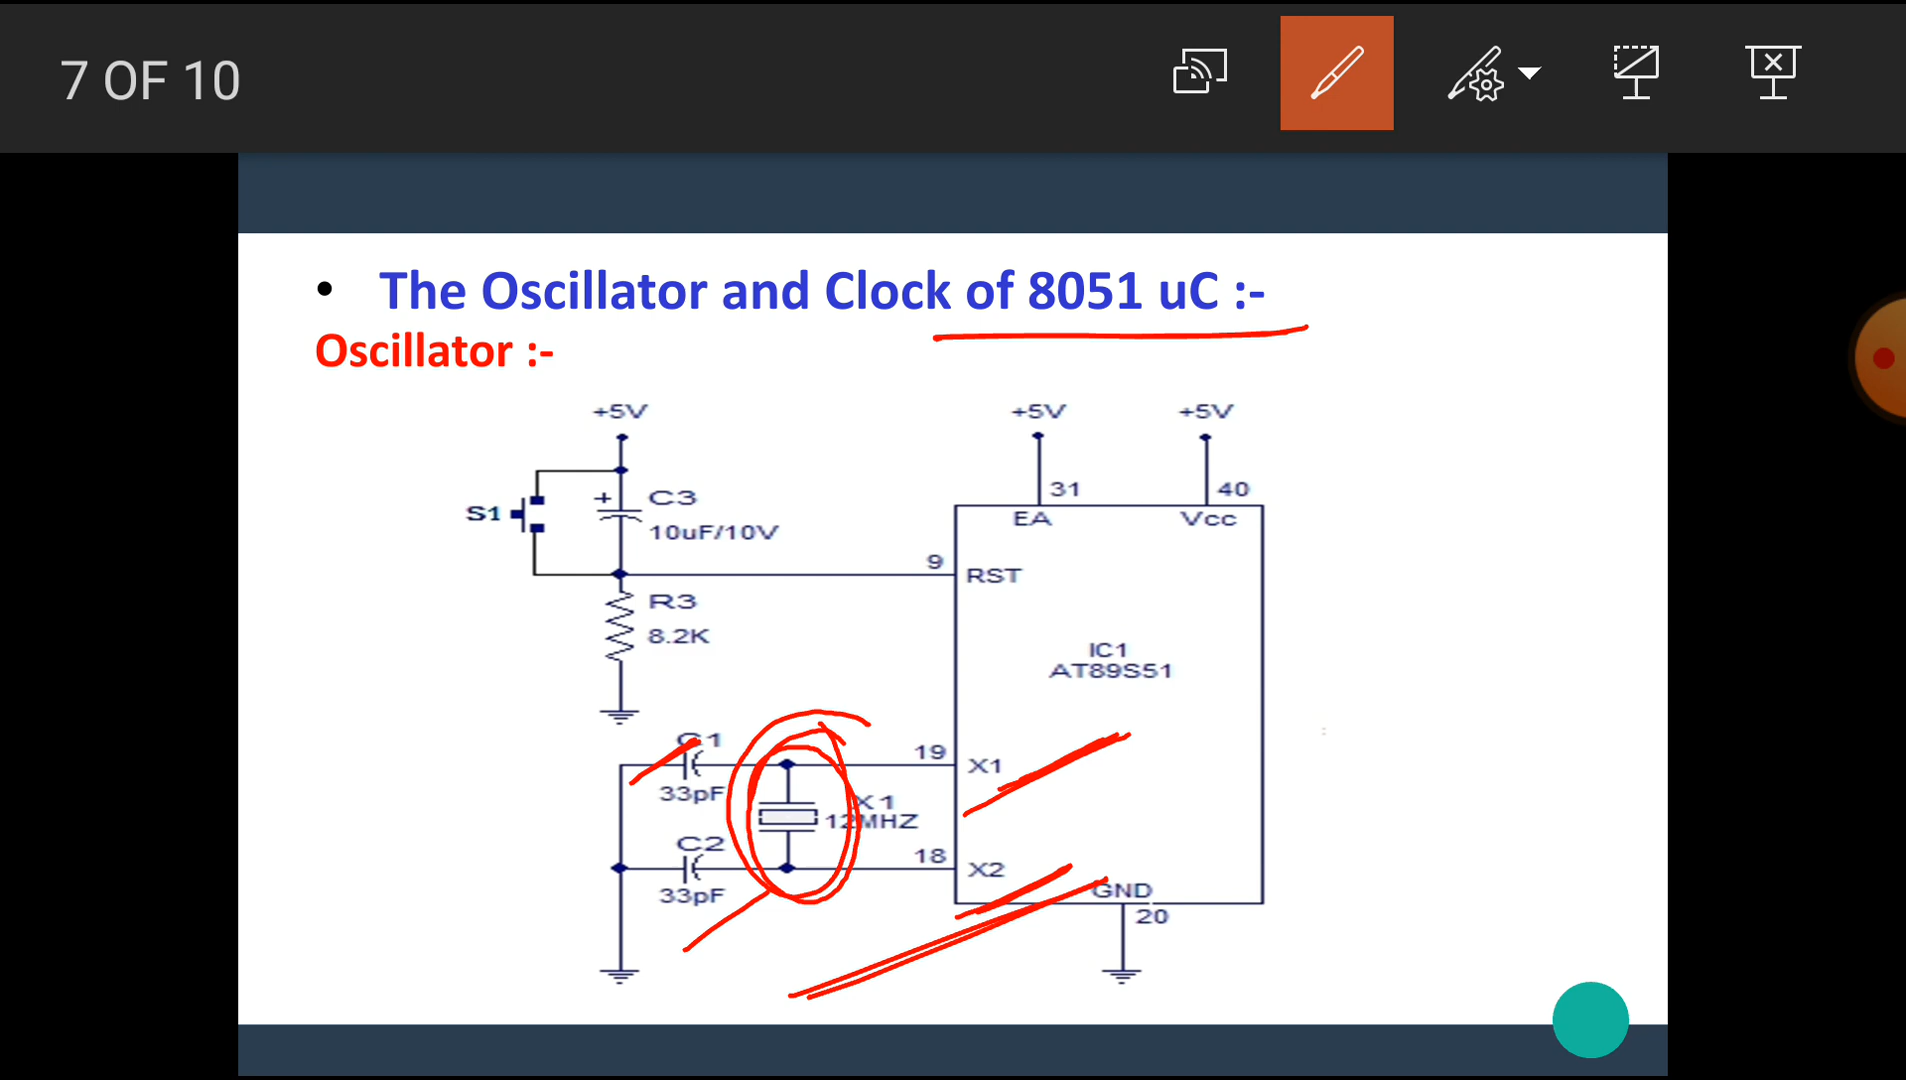 7 OF 10
• The Oscillator and Clock of 8051 uC :-
Oscillator :-
+5V
+5V
+5V
31
40
S1
+
C3
10uF/10V
EA
Vcc
9
RST
R3
8.2K
IC1
AT89S51
C1
33pF
19
X1
X1
12MHZ
C2
33pF
18
X2
GND
20